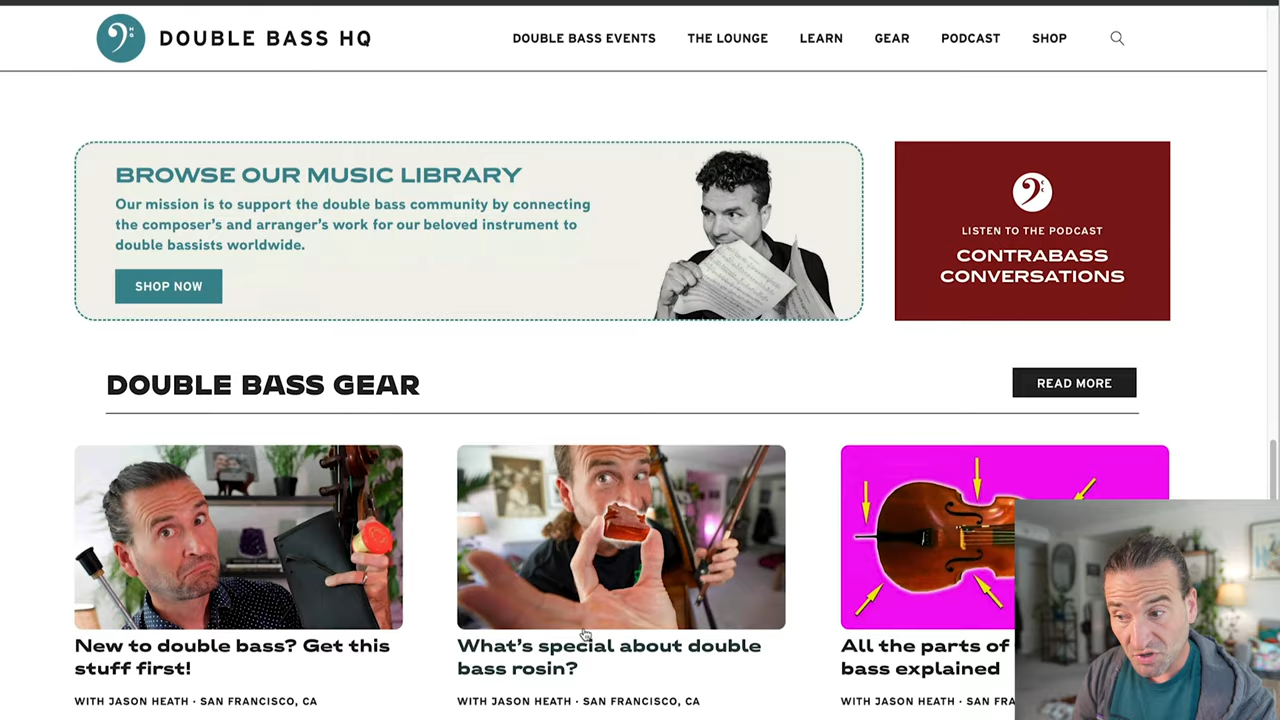 DOUBLE BASS HQ
DOUBLE BASS EVENTS THE LOUNGE LEARN GEAR PODCAST SHOP
BROWSE OUR MUSIC LIBRARY
Our mission is to support the double bass community by connecting
the composer's and arranger's work for our beloved instrument to
double bassists worldwide.
SHOP NOW
LISTEN TO THE PODCAST
CONTRABASS
CONVERSATIONS
DOUBLE BASS GEAR
READ MORE
New to double bass? Get this
stuff first!
WITH JASON HEATH · SAN FRANCISCO, CA
What's special about double
bass rosin?
WITH JASON HEATH · SAN FRANCISCO, CA
All the parts of
bass explained
WITH JASON HEATH · SAN FRA